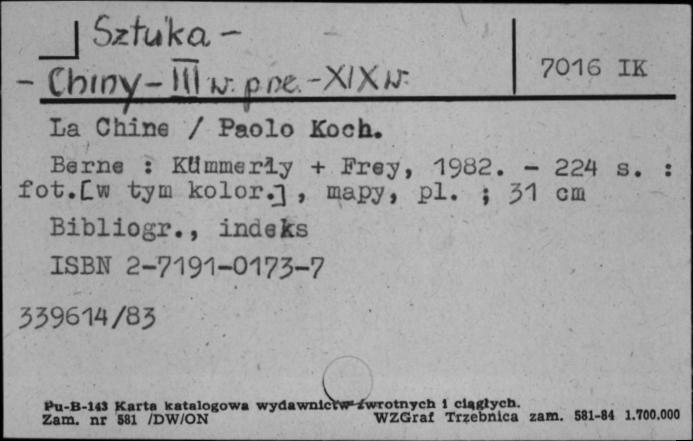 Sztuka -
- Chiny - III w. p.n.e. - XIX w.
7016 IK
La Chine / Paolo Koch.
Berne : Kümmerły + Frey, 1982. - 224 s. :
fot.[w tym kolor.], mapy, pl. ; 31 cm
Bibliogr., indeks
ISBN 2-7191-0173-7
339614/83
Pu-B-143 Karta katalogowa wydawnictw zwrotnych i ciągłych.
Zam. nr 581 /DW/ON WZGraf Trzebnica zam. 581-84 1.700.000